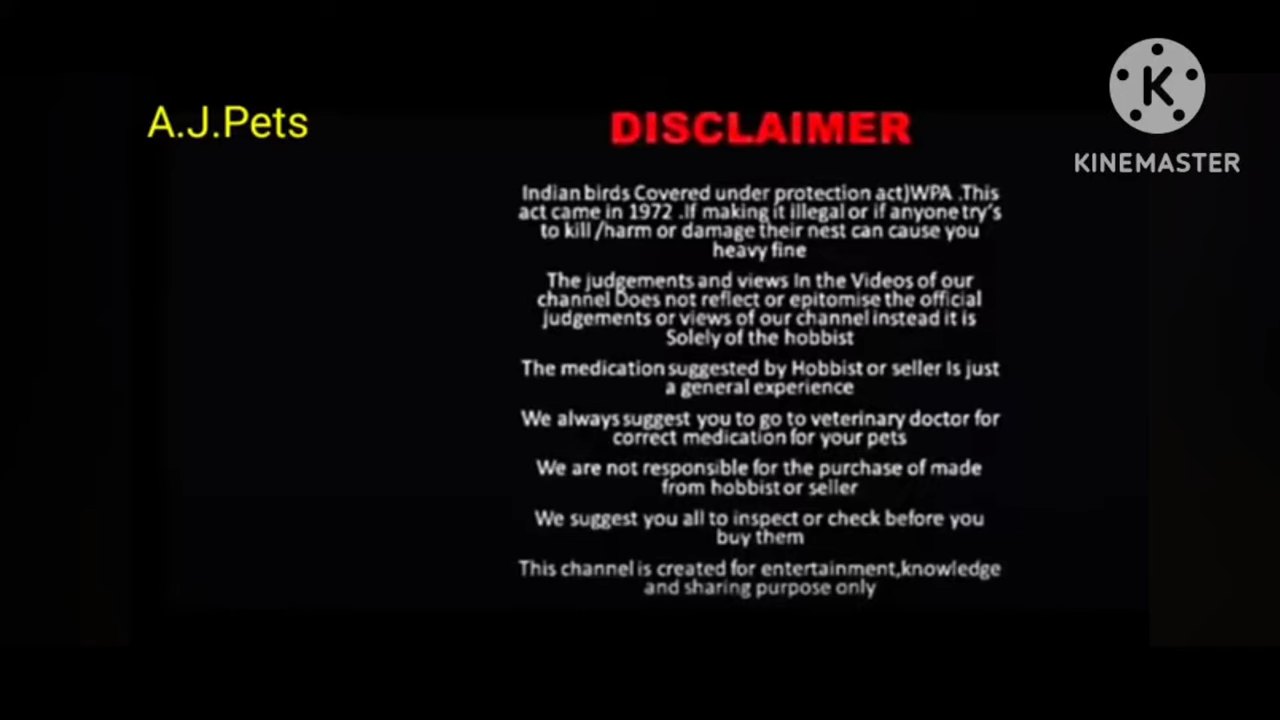 A.J.Pets
DISCLAIMER
KINEMASTER
Indian birds Covered under protection act)WPA .This
act came in 1972 .If making it illegal or if anyone try's
to kill /harm or damage their nest can cause you
heavy fine
The judgements and views In the Videos of our
channel Does not reflect or epitomise the official
judgements or views of our channel instead it is
Solely of the hobbist
The medication suggested by Hobbist or seller Is just
a general experience
We always suggest you to go to veterinary doctor for
correct medication for your pets
We are not responsible for the purchase of made
from hobbist or seller
We suggest you all to inspect or check before you
buy them
This channel is created for entertainment,knowledge
and sharing purpose only